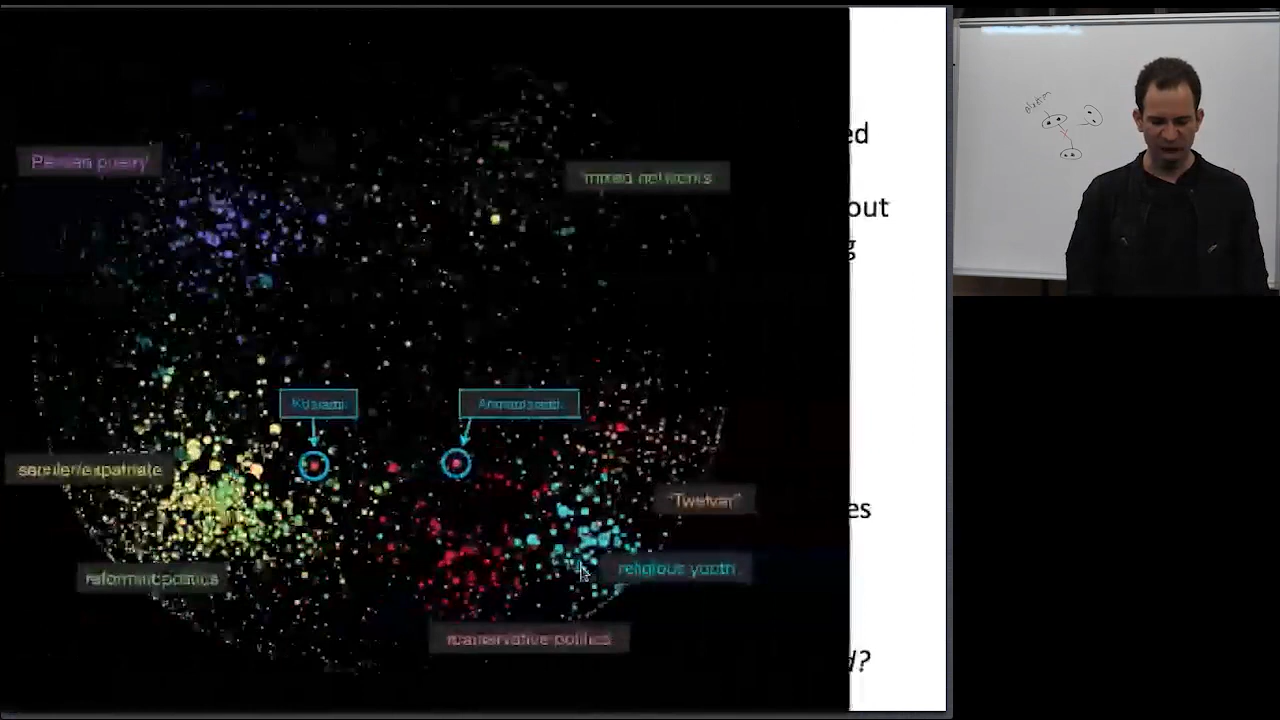 ed
Persian poetry
mixed networks
out
g
secular/expatriate
"Twelver"
es
reformist politics
religious youth
conservative politics
d?